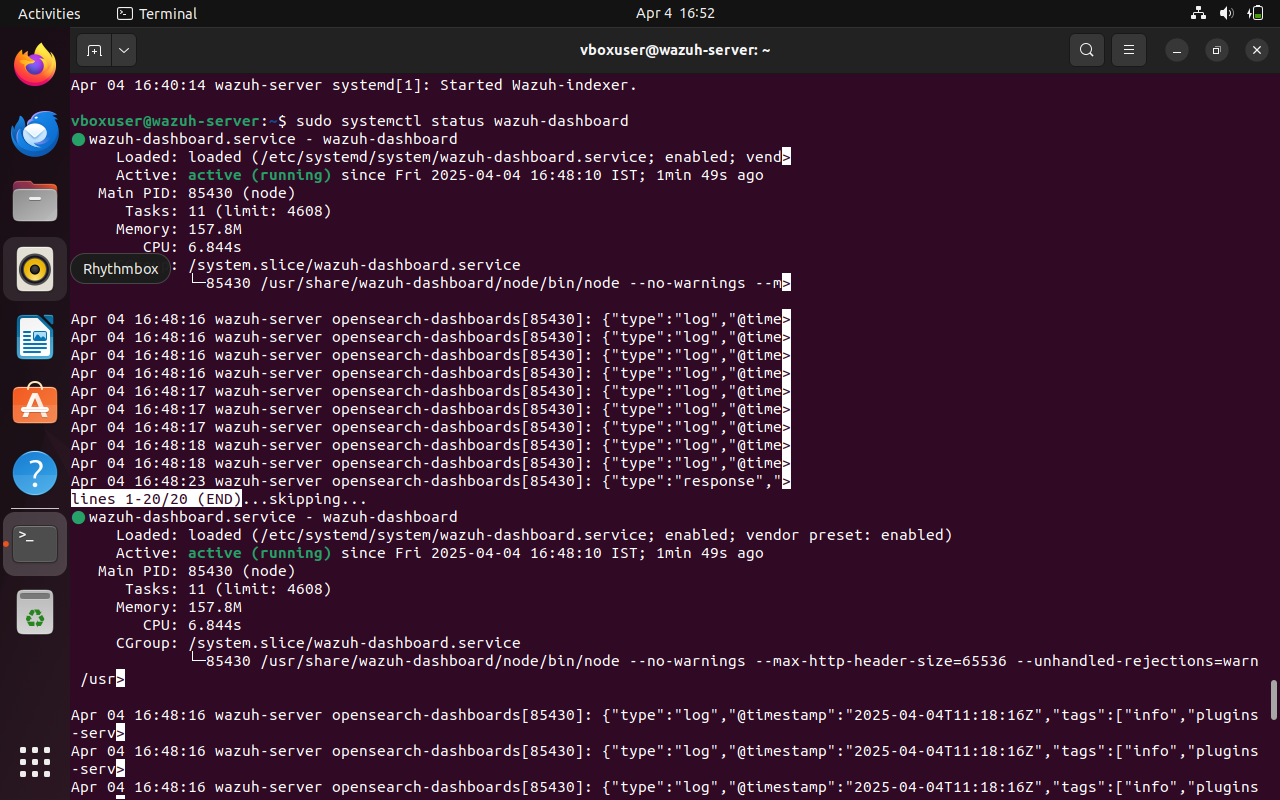 Activities Terminal Apr 4 16:52
vboxuser@wazuh-server: ~
Apr 04 16:40:14 wazuh-server systemd[1]: Started Wazuh-indexer.
vboxuser@wazuh-server:~$ sudo systemctl status wazuh-dashboard
wazuh-dashboard.service - wazuh-dashboard
Loaded: loaded (/etc/systemd/system/wazuh-dashboard.service; enabled; vend>
Active: active (running) since Fri 2025-04-04 16:48:10 IST; 1min 49s ago
Main PID: 85430 (node)
Tasks: 11 (limit: 4608)
Memory: 157.8M
CPU: 6.844s
Rhythmbox : /system.slice/wazuh-dashboard.service
└─85430 /usr/share/wazuh-dashboard/node/bin/node --no-warnings --m>
Apr 04 16:48:16 wazuh-server opensearch-dashboards[85430]: {"type":"log","@time>
Apr 04 16:48:16 wazuh-server opensearch-dashboards[85430]: {"type":"log","@time>
Apr 04 16:48:16 wazuh-server opensearch-dashboards[85430]: {"type":"log","@time>
Apr 04 16:48:16 wazuh-server opensearch-dashboards[85430]: {"type":"log","@time>
Apr 04 16:48:17 wazuh-server opensearch-dashboards[85430]: {"type":"log","@time>
Apr 04 16:48:17 wazuh-server opensearch-dashboards[85430]: {"type":"log","@time>
Apr 04 16:48:17 wazuh-server opensearch-dashboards[85430]: {"type":"log","@time>
Apr 04 16:48:18 wazuh-server opensearch-dashboards[85430]: {"type":"log","@time>
Apr 04 16:48:18 wazuh-server opensearch-dashboards[85430]: {"type":"log","@time>
Apr 04 16:48:23 wazuh-server opensearch-dashboards[85430]: {"type":"response",">
lines 1-20/20 (END)...skipping...
wazuh-dashboard.service - wazuh-dashboard
Loaded: loaded (/etc/systemd/system/wazuh-dashboard.service; enabled; vendor preset: enabled)
Active: active (running) since Fri 2025-04-04 16:48:10 IST; 1min 49s ago
Main PID: 85430 (node)
Tasks: 11 (limit: 4608)
Memory: 157.8M
CPU: 6.844s
CGroup: /system.slice/wazuh-dashboard.service
└─85430 /usr/share/wazuh-dashboard/node/bin/node --no-warnings --max-http-header-size=65536 --unhandled-rejections=warn
/usr>
Apr 04 16:48:16 wazuh-server opensearch-dashboards[85430]: {"type":"log","@timestamp":"2025-04-04T11:18:16Z","tags":["info","plugins
-serv>
Apr 04 16:48:16 wazuh-server opensearch-dashboards[85430]: {"type":"log","@timestamp":"2025-04-04T11:18:16Z","tags":["info","plugins
-serv>
Apr 04 16:48:16 wazuh-server opensearch-dashboards[85430]: {"type":"log","@timestamp":"2025-04-04T11:18:16Z","tags":["info","plugins